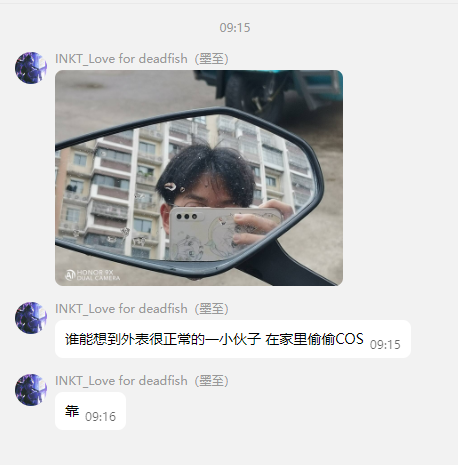 09:15
INKT_Love for deadfish (墨至)
HONOR 9X
DUAL CAMERA
INKT_Love for deadfish (墨至)
谁能想到外表很正常的一小伙子 在家里偷偷COS 09:15
INKT_Love for deadfish (墨至)
靠 09:16